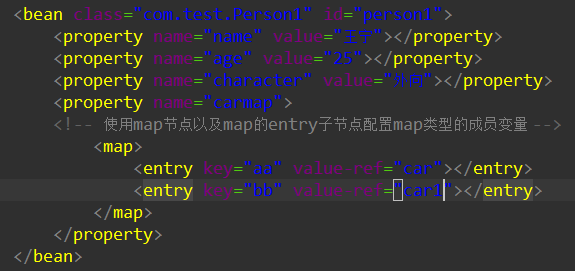 <bean class="com.test.Person1" id="person1">
<property name="name" value="王宁"></property>
<property name="age" value="25"></property>
<property name="character" value="外向"></property>
<property name="carmap">
<!-- 使用map节点以及map的entry子节点配置map类型的成员变量 -->
<map>
<entry key="aa" value-ref="car"></entry>
<entry key="bb" value-ref="car1"></entry>
</map>
</property>
</bean>